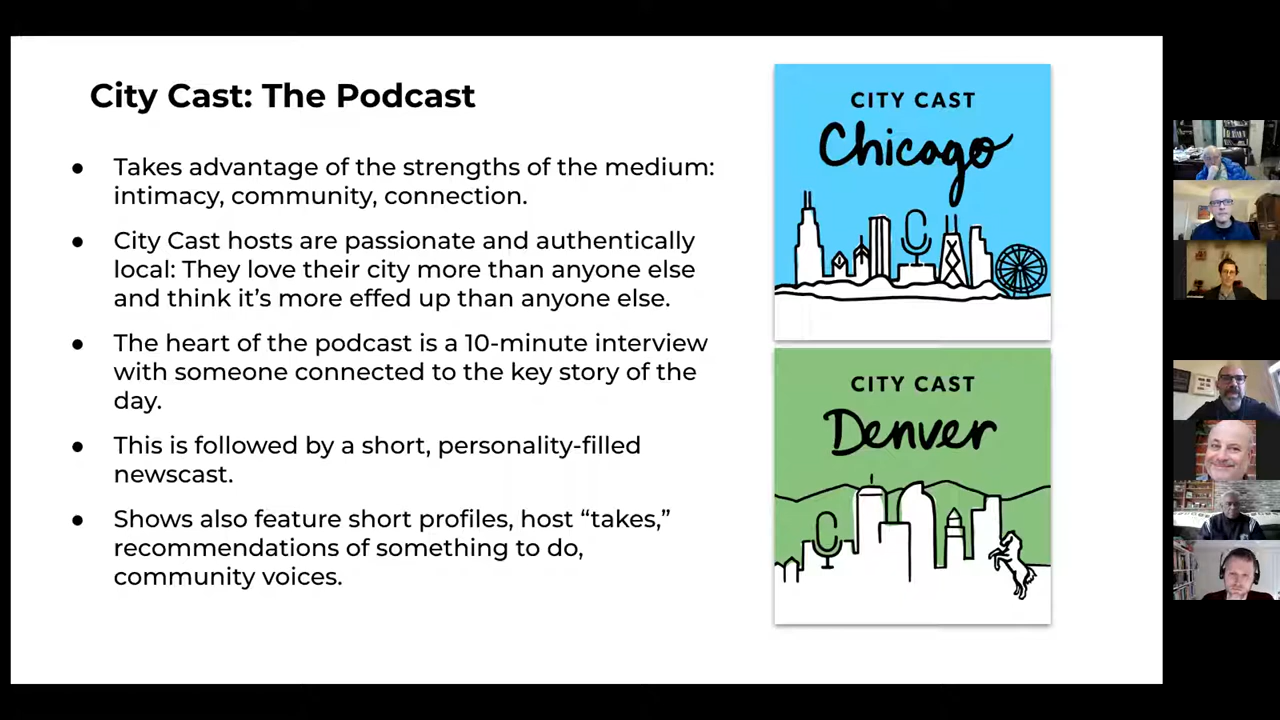 City Cast: The Podcast
● Takes advantage of the strengths of the medium:
intimacy, community, connection.
● City Cast hosts are passionate and authentically
local: They love their city more than anyone else
and think it’s more effed up than anyone else.
● The heart of the podcast is a 10-minute interview
with someone connected to the key story of the
day.
● This is followed by a short, personality-filled
newscast.
● Shows also feature short profiles, host “takes,”
recommendations of something to do,
community voices.
CITY CAST
Chicago
CITY CAST
Denver